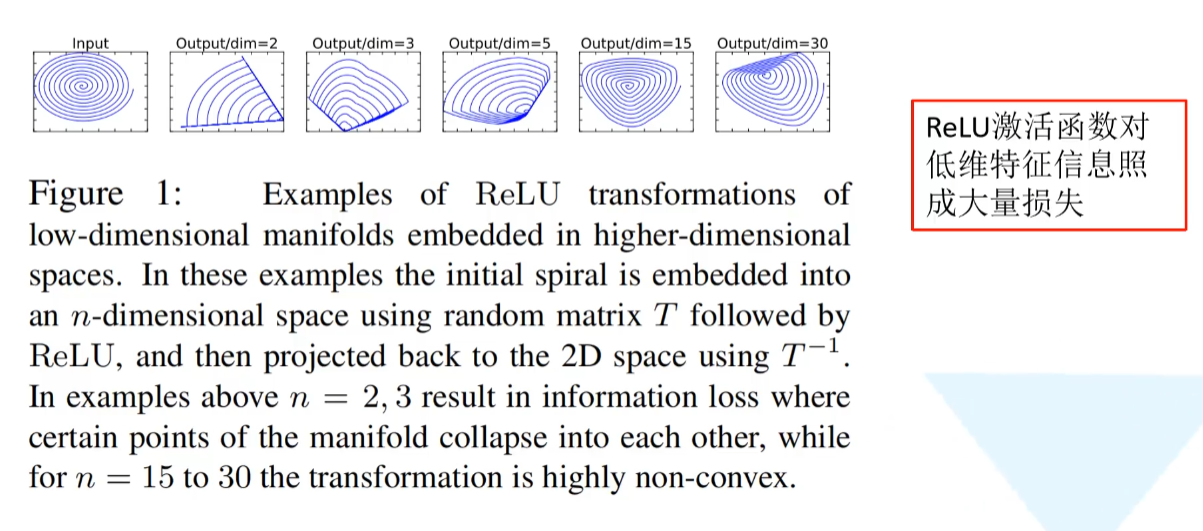 Input Output/dim=2 Output/dim=3 Output/dim=5 Output/dim=15 Output/dim=30
Figure 1: Examples of ReLU transformations of
low-dimensional manifolds embedded in higher-dimensional
spaces. In these examples the initial spiral is embedded into
an n-dimensional space using random matrix T followed by
ReLU, and then projected back to the 2D space using T⁻¹.
In examples above n = 2, 3 result in information loss where
certain points of the manifold collapse into each other, while
for n = 15 to 30 the transformation is highly non-convex.
ReLU激活函数对
低维特征信息照
成大量损失